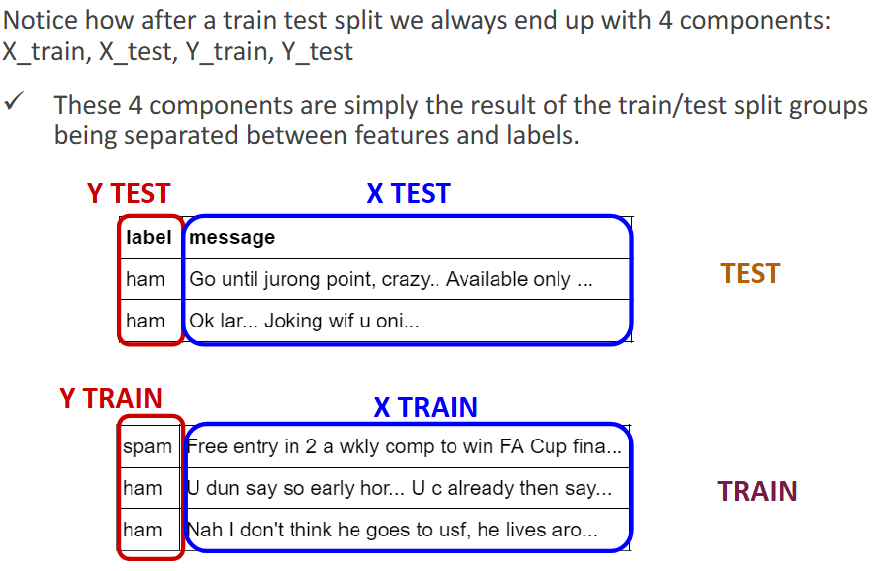 Notice how after a train test split we always end up with 4 components:
X_train, X_test, Y_train, Y_test
✓ These 4 components are simply the result of the train/test split groups
being separated between features and labels.
Y TEST X TEST
label message
ham Go until jurong point, crazy.. Available only ...
TEST
ham Ok lar... Joking wif u oni...
Y TRAIN X TRAIN
spam Free entry in 2 a wkly comp to win FA Cup fina...
ham U dun say so early hor... U c already then say...
TRAIN
ham Nah I don't think he goes to usf, he lives aro...